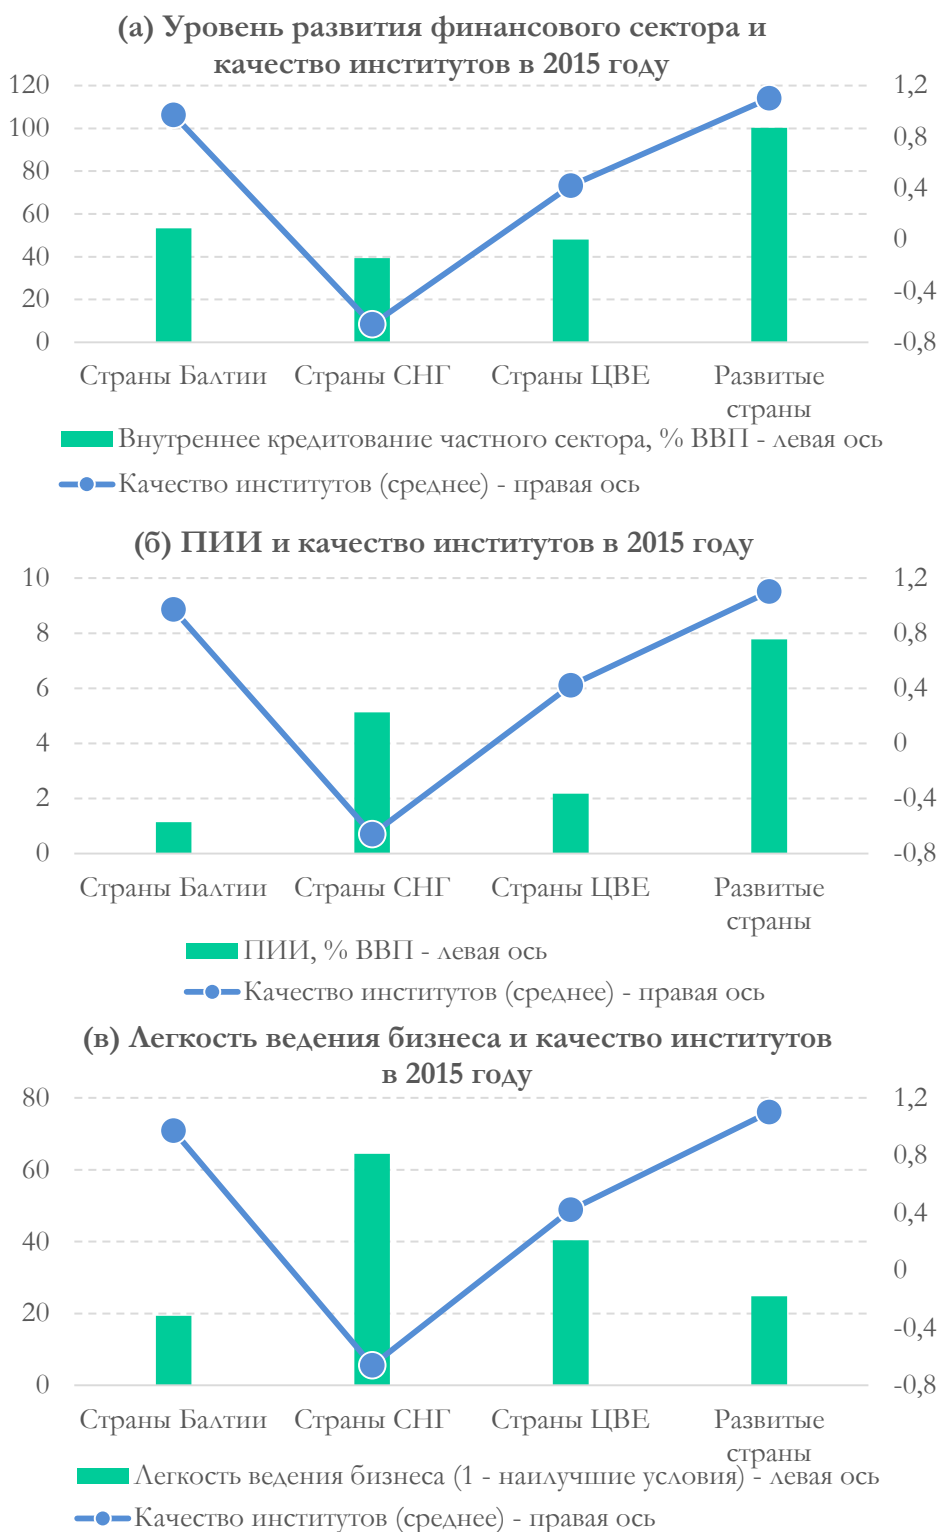 (а) Уровень развития финансового сектора и
качество институтов в 2015 году
120
100
80
60
40
20
0
1,2
0,8
0,4
0
-0,4
-0,8
Страны Балтии
Страны СНГ
Страны ЦВЕ
Развитые
страны
Внутреннее кредитование частного сектора, % ВВП - левая ось
Качество институтов (среднее) - правая ось
(б) ПИИ и качество институтов в 2015 году
10
8
6
4
2
0
1,2
0,8
0,4
0
-0,4
-0,8
Страны Балтии
Страны СНГ
Страны ЦВЕ
Развитые
страны
ПИИ, % ВВП - левая ось
Качество институтов (среднее) - правая ось
(в) Легкость ведения бизнеса и качество институтов
в 2015 году
80
60
40
20
0
1,2
0,8
0,4
0
-0,4
-0,8
Страны Балтии
Страны СНГ
Страны ЦВЕ
Развитые
страны
Легкость ведения бизнеса (1 - наилучшие условия) - левая ось
Качество институтов (среднее) - правая ось